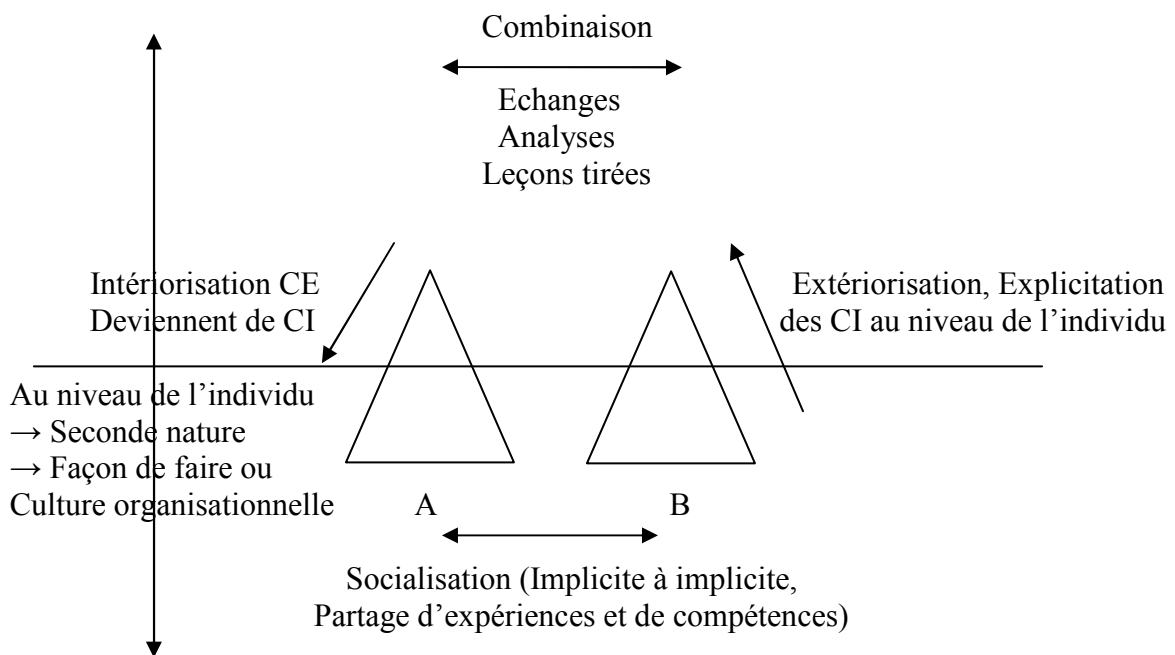 Combinaison
Echanges
Analyses
Leçons tirées
Intériorisation CE
Deviennent de CI
Extériorisation, Explicitation
des CI au niveau de l’individu
Au niveau de l’individu
→ Seconde nature
→ Façon de faire ou
Culture organisationnelle
A
B
Socialisation (Implicite à implicite,
Partage d’expériences et de compétences)